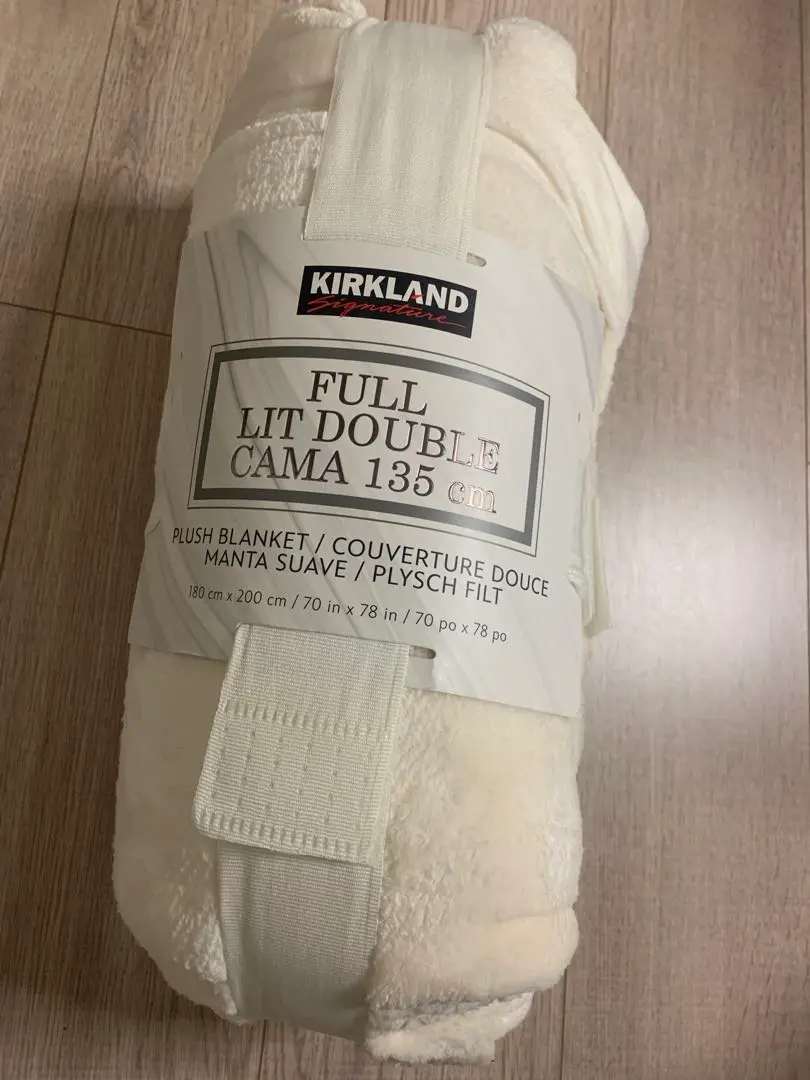 KIRKLAND
Signature
FULL
LIT DOUBLE
CAMA 135 cm
PLUSH BLANKET / COUVERTURE DOUCE
MANTA SUAVE / PLYSCH FILT
180 cm x 200 cm / 70 in x 78 in / 70 po x 78 po